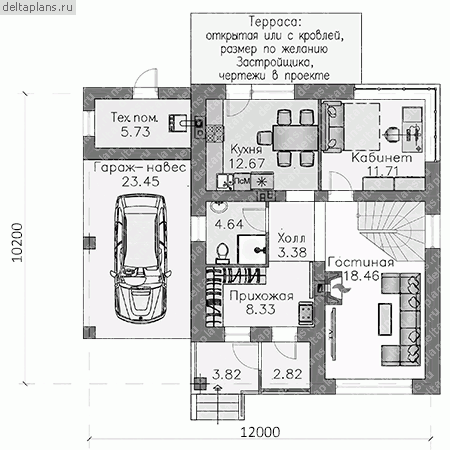 deltaplans.ru
Терраса:
открытая или с кровлей,
размер по желанию
Застройщика,
чертежи в проекте
Тех. пом.
5.73
Кухня
12.67
ПМ
Кабинет
11.71
Гараж-навес
23.45
4.64
Холл
3.38
Гостиная
18.46
Прихожая
8.33
TV
3.82
2.82
10200
12000